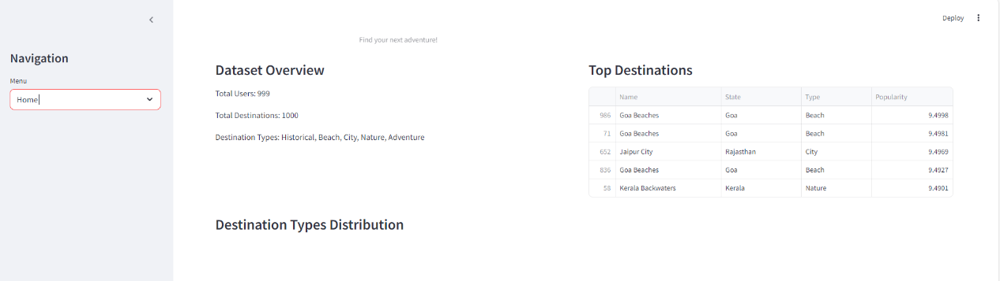 Deploy
Find your next adventure!
Navigation
Menu
Home
Dataset Overview
Total Users: 999
Total Destinations: 1000
Destination Types: Historical, Beach, City, Nature, Adventure
Top Destinations
Name State Type Popularity
986 Goa Beaches Goa Beach 9.4998
71 Goa Beaches Goa Beach 9.4981
652 Jaipur City Rajasthan City 9.4969
836 Goa Beaches Goa Beach 9.4927
58 Kerala Backwaters Kerala Nature 9.4901
Destination Types Distribution